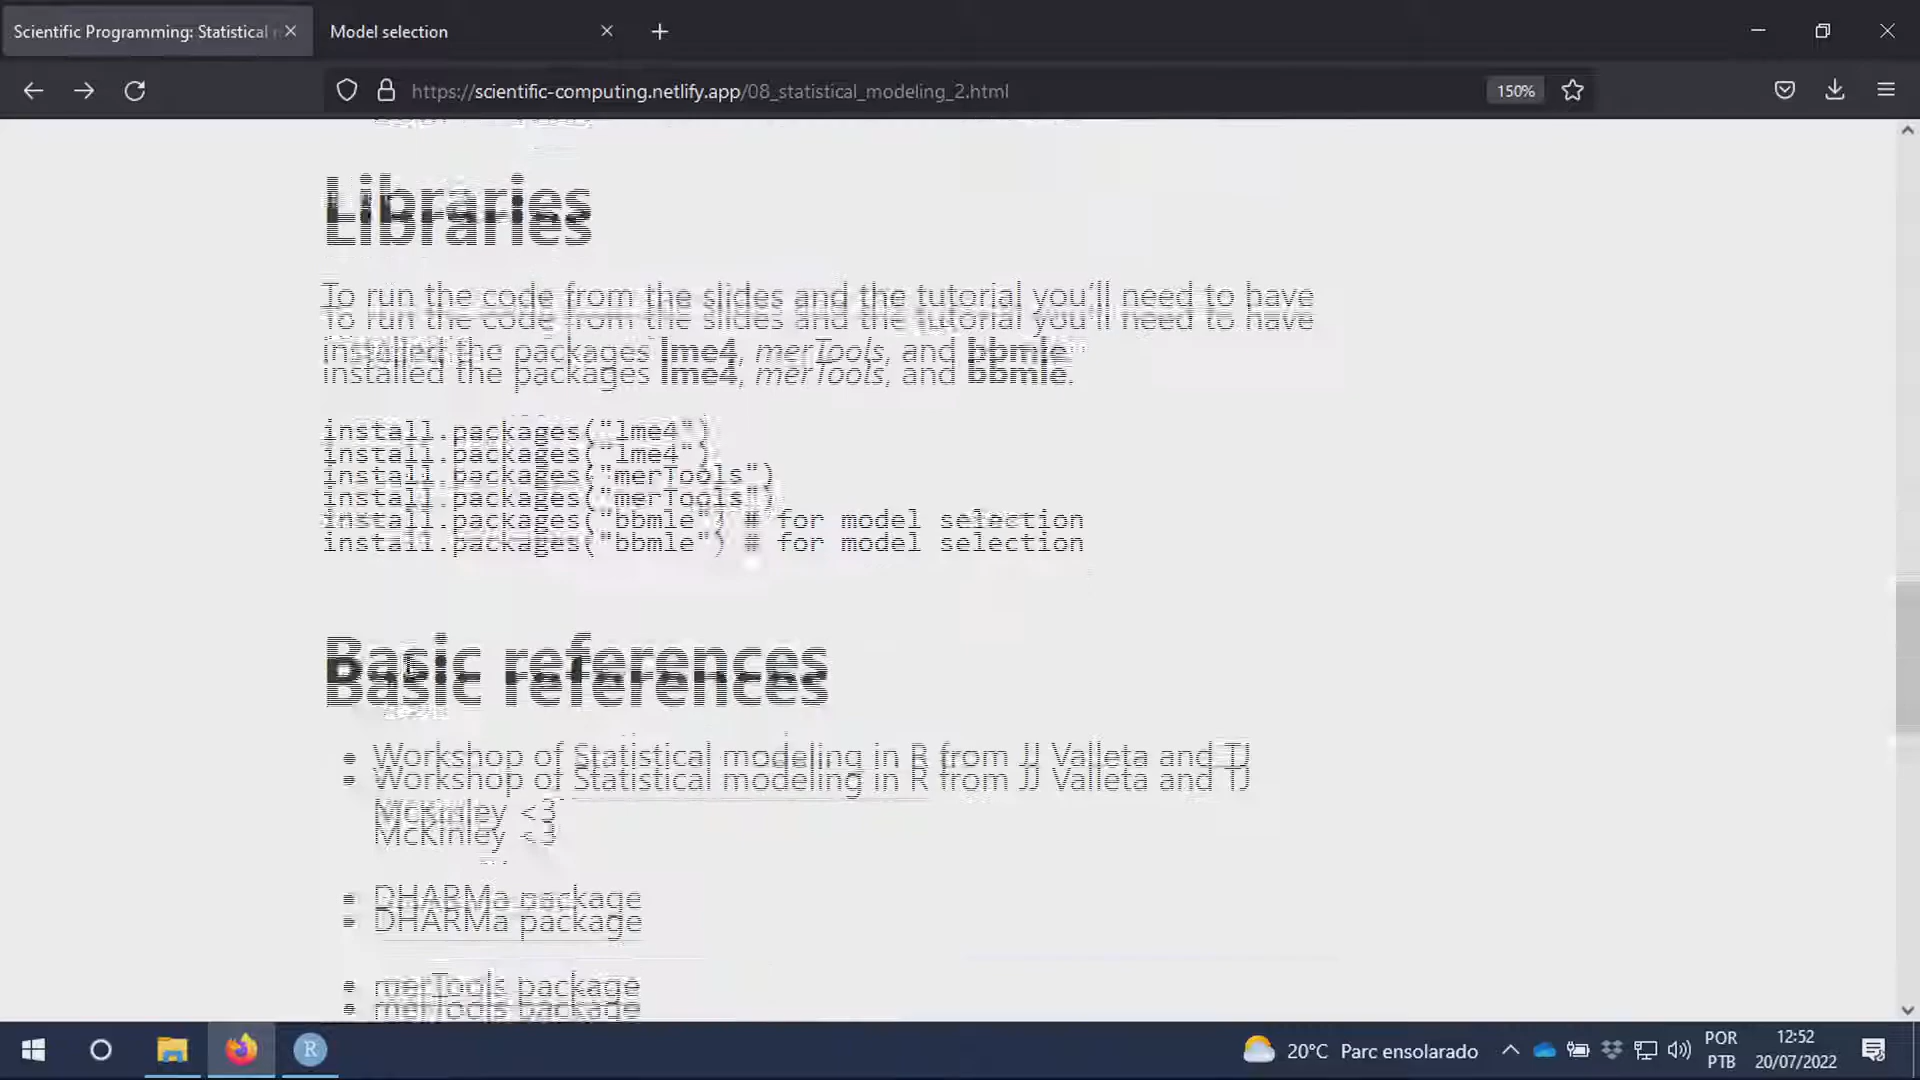 Scientific Programming: Statistical
Model selection
https://scientific-computing.netlify.app/08_statistical_modeling_2.html
150%
Libraries
To run the code from the slides and the tutorial you'll need to have
installed the packages lme4, merTools, and bbmle.
install.packages("lme4")
install.packages("merTools")
install.packages("bbmle") # for model selection
Basic references
• Workshop of Statistical modeling in R from JJ Valleta and TJ
McKinley <3
• DHARMa package
• merTools package
R
20°C Parc ensolarado
POR
PTB
12:52
20/07/2022